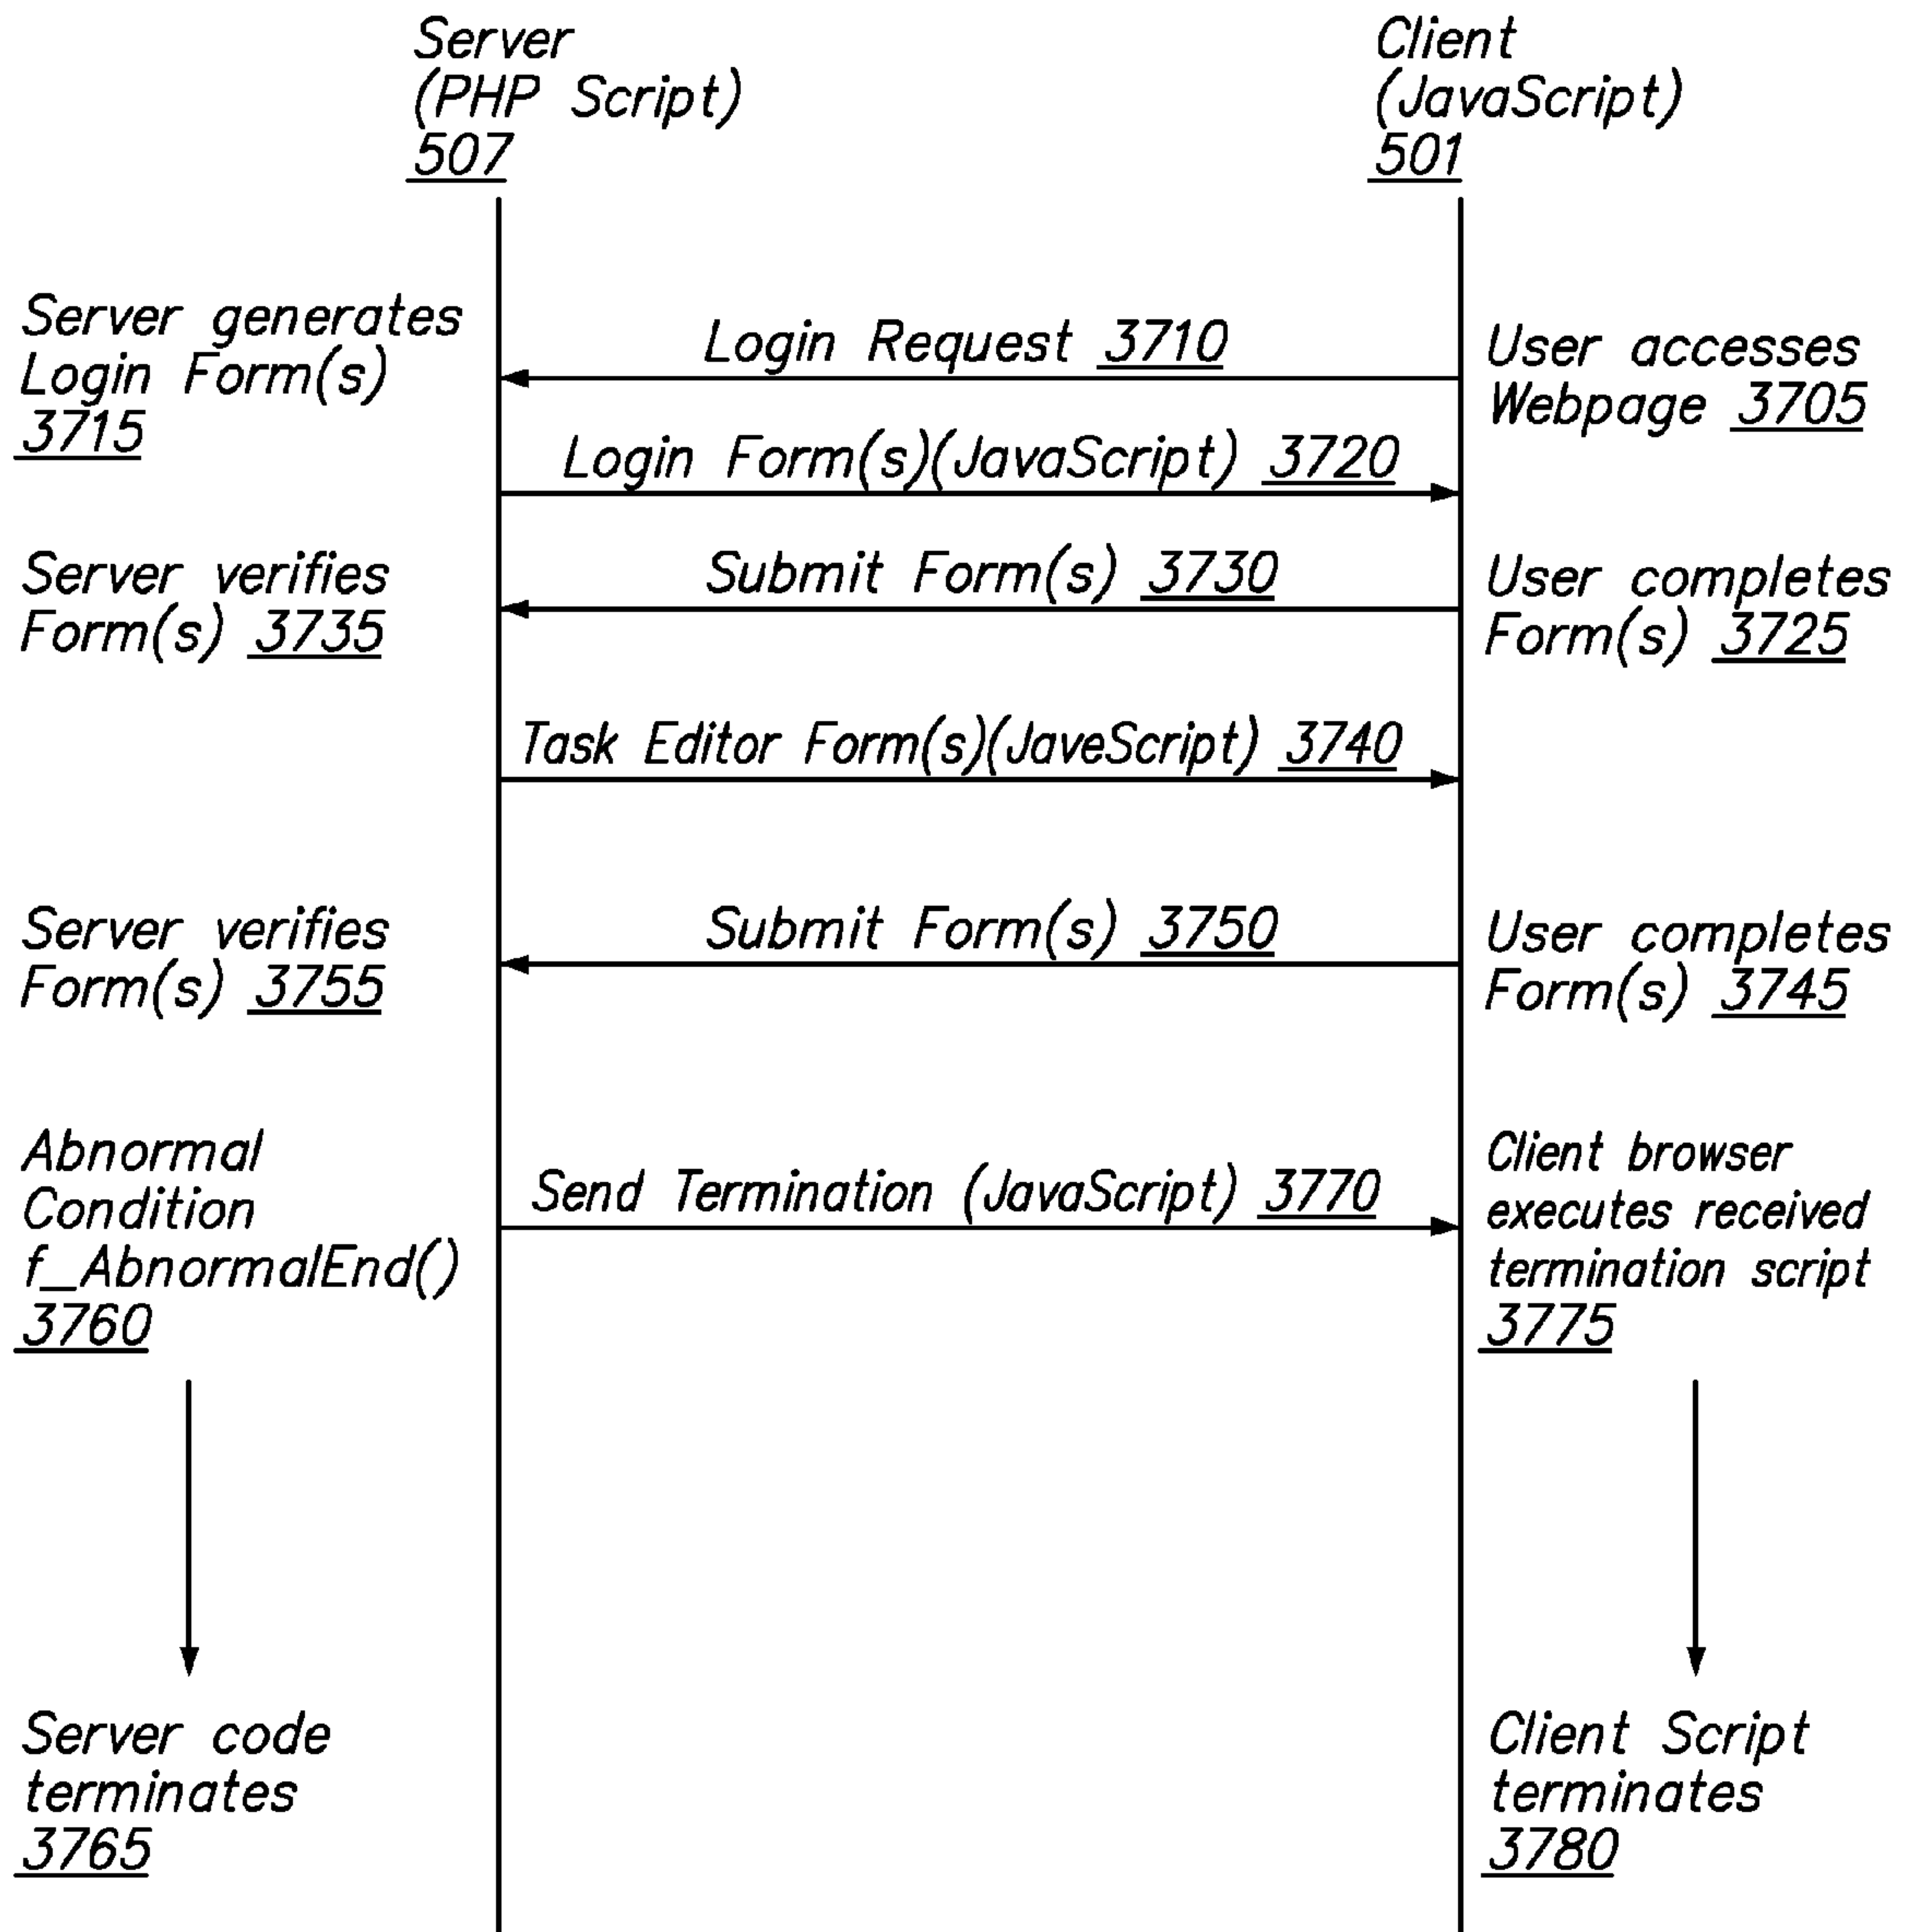 Server
(PHP Script)
507
Client
(JavaScript)
501
Server generates
Login Form(s)
3715
Login Request 3710
User accesses
Webpage 3705
Login Form(s)(JavaScript) 3720
Server verifies
Form(s) 3735
Submit Form(s) 3730
User completes
Form(s) 3725
Task Editor Form(s)(JaveScript) 3740
Server verifies
Form(s) 3755
Submit Form(s) 3750
User completes
Form(s) 3745
Abnormal
Condition
f_AbnormalEnd()
3760
Send Termination (JavaScript) 3770
Client browser
executes received
termination script
3775
Server code
terminates
3765
Client Script
terminates
3780